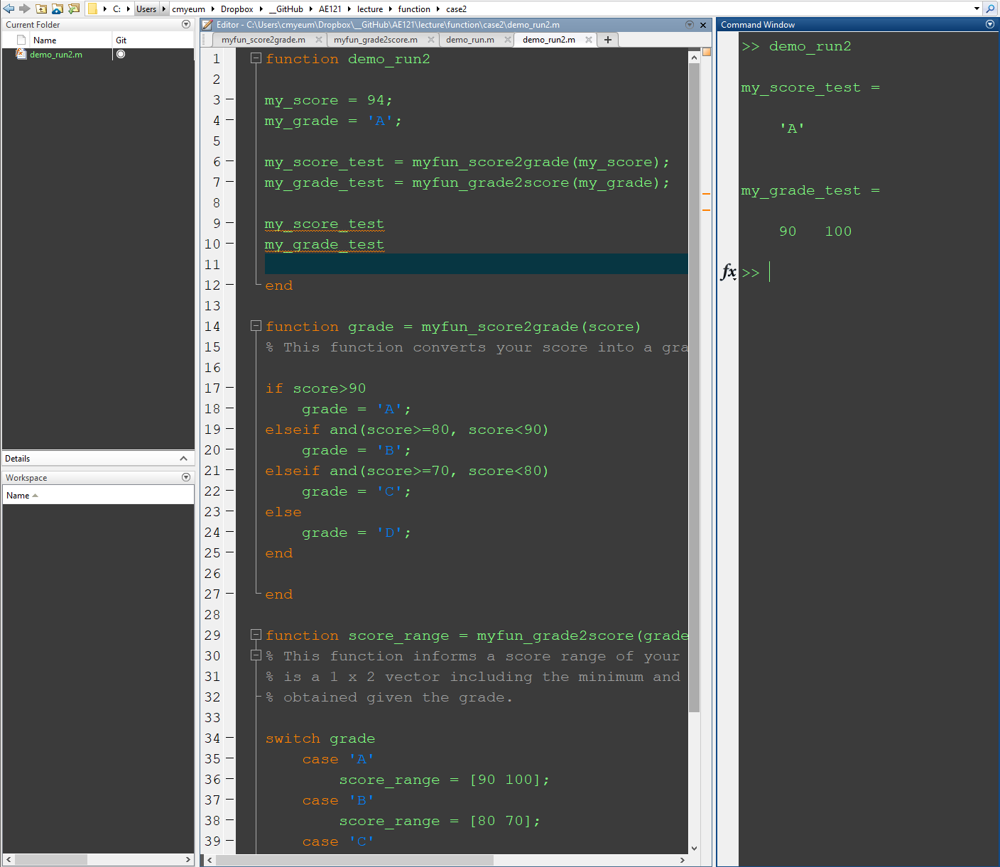 C: Users cmyeum Dropbox __GitHub AE121 lecture function case2
Current Folder
Name Git
demo_run2.m
Details
Workspace
Name
Editor - C:\Users\cmyeum\Dropbox\__GitHub\AE121\lecture\function\case2\demo_run2.m
myfun_score2grade.m myfun_grade2score.m demo_run.m demo_run2.m
1 function demo_run2
2
3 my_score = 94;
4 my_grade = 'A';
5
6 my_score_test = myfun_score2grade(my_score);
7 my_grade_test = myfun_grade2score(my_grade);
8
9 my_score_test
10 my_grade_test
11
12 end
13
14 function grade = myfun_score2grade(score)
15 % This function converts your score into a gra
16
17 if score>90
18 grade = 'A';
19 elseif and(score>=80, score<90)
20 grade = 'B';
21 elseif and(score>=70, score<80)
22 grade = 'C';
23 else
24 grade = 'D';
25 end
26
27 end
28
29 function score_range = myfun_grade2score(grade
30 % This function informs a score range of your
31 % is a 1 x 2 vector including the minimum and
32 % obtained given the grade.
33
34 switch grade
35 case 'A'
36 score_range = [90 100];
37 case 'B'
38 score_range = [80 70];
39 case 'C'
Command Window
>> demo_run2
my_score_test =
'A'
my_grade_test =
90 100
fx >>